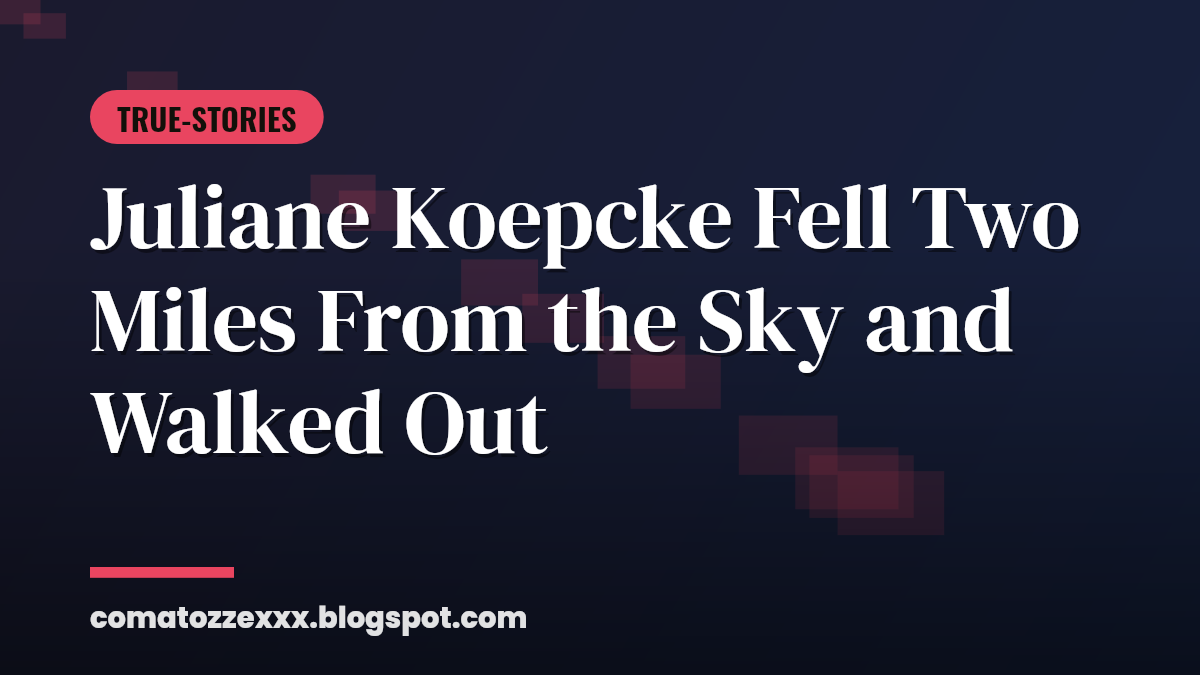 TRUE-STORIES
Juliane Koepcke Fell Two
Miles From the Sky and
Walked Out
comatozzexxx.blogspot.com